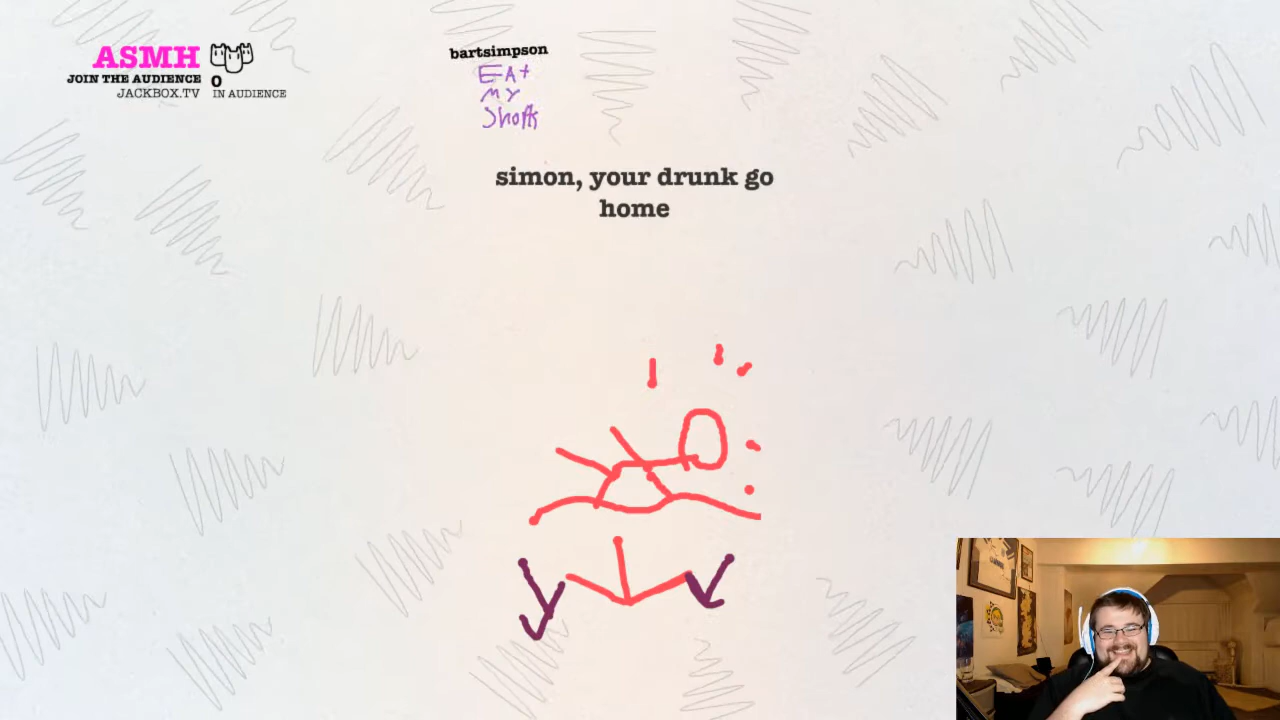 ASMH
JOIN THE AUDIENCE
JACKBOX.TV
0
IN AUDIENCE
bartsimpson
EAt
MY
Shorts
simon, your drunk go
home